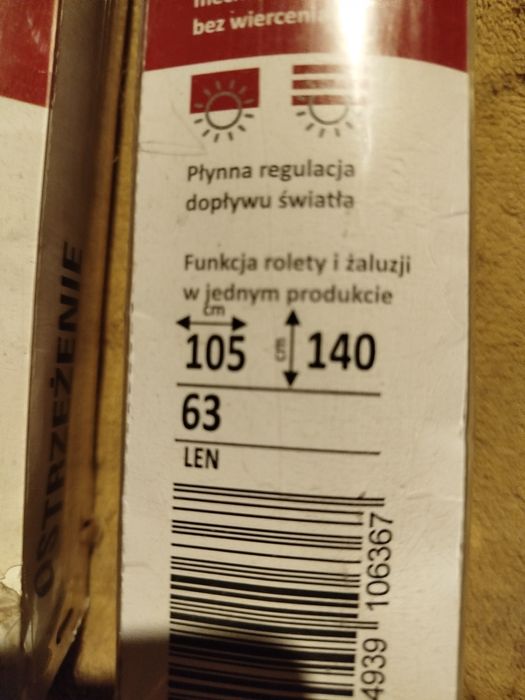 bez wiercenia
Płynna regulacja
dopływu światła
Funkcja rolety i żaluzji
w jednym produkcie
cm
105
cm
140
63
LEN
4939 106367
OSTRZEŻENIE